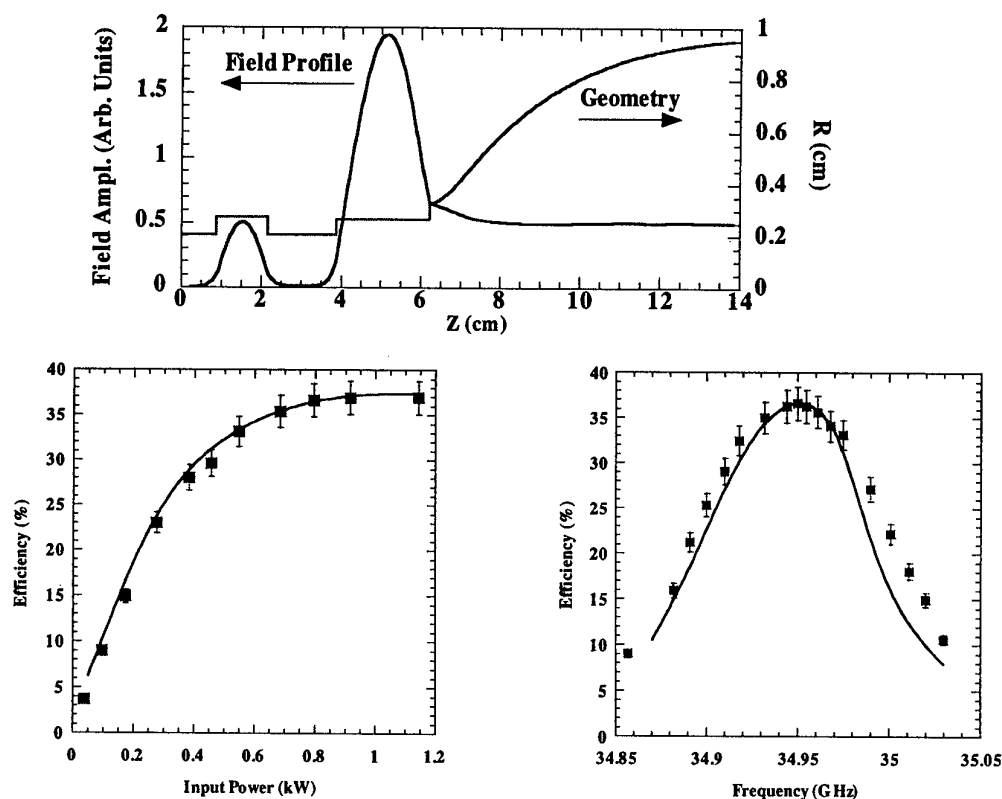 Field Ampl. (Arb. Units)
2
1.5
1
0.5
0
Field Profile
Geometry
1
0.8
0.6
0.4
0.2
0
R (cm)
0 2 4 6 8 10 12 14
Z (cm)
Efficiency (%)
40
35
30
25
20
15
10
5
0
0 0.2 0.4 0.6 0.8 1 1.2
Input Power (kW)
Efficiency (%)
40
35
30
25
20
15
10
5
0
34.85 34.9 34.95 35 35.05
Frequency (GHz)